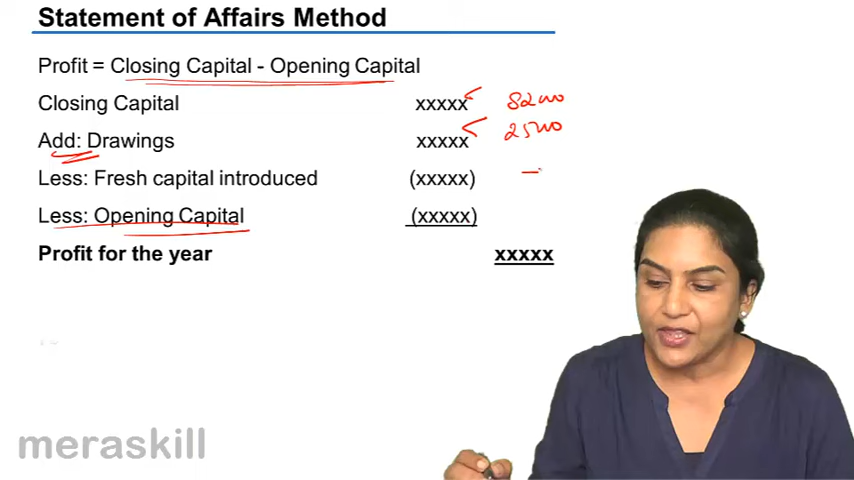 Statement of Affairs Method
Profit = Closing Capital - Opening Capital
Closing Capital xxxxx 82000
Add: Drawings xxxxx 25000
Less: Fresh capital introduced (xxxxx) —
Less: Opening Capital (xxxxx)
Profit for the year xxxxx
meraskill